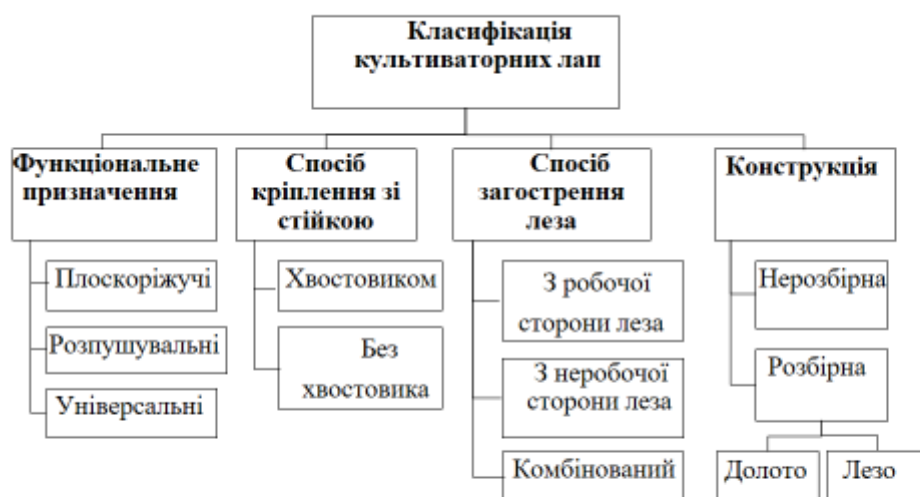 Класифікація
культиваторних лап
Функціональне
призначення
Плоскоріжучі
Розпушувальні
Універсальні
Спосіб
кріплення зі
стійкою
Хвостовиком
Без
хвостовика
Спосіб
загострення
леза
З робочої
сторони леза
З неробочої
сторони леза
Комбінований
Конструкція
Нерозбірна
Розбірна
Долото
Лезо